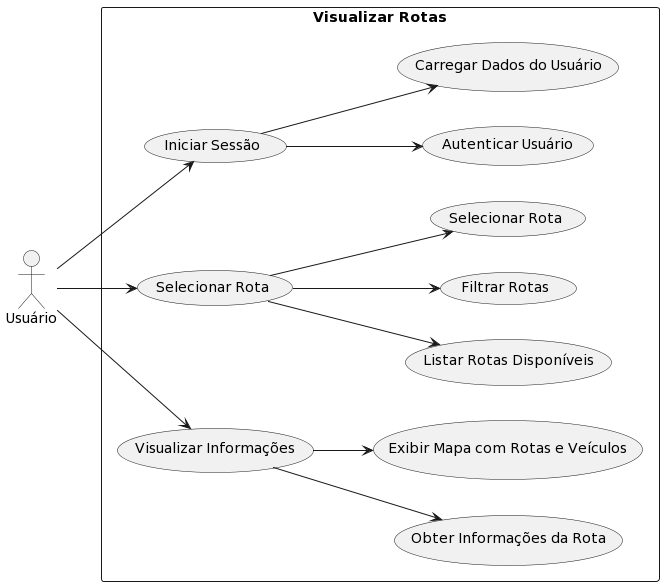 Visualizar Rotas
Carregar Dados do Usuário
Iniciar Sessão
Autenticar Usuário
Selecionar Rota
Usuário
Selecionar Rota
Filtrar Rotas
Listar Rotas Disponíveis
Visualizar Informações
Exibir Mapa com Rotas e Veículos
Obter Informações da Rota